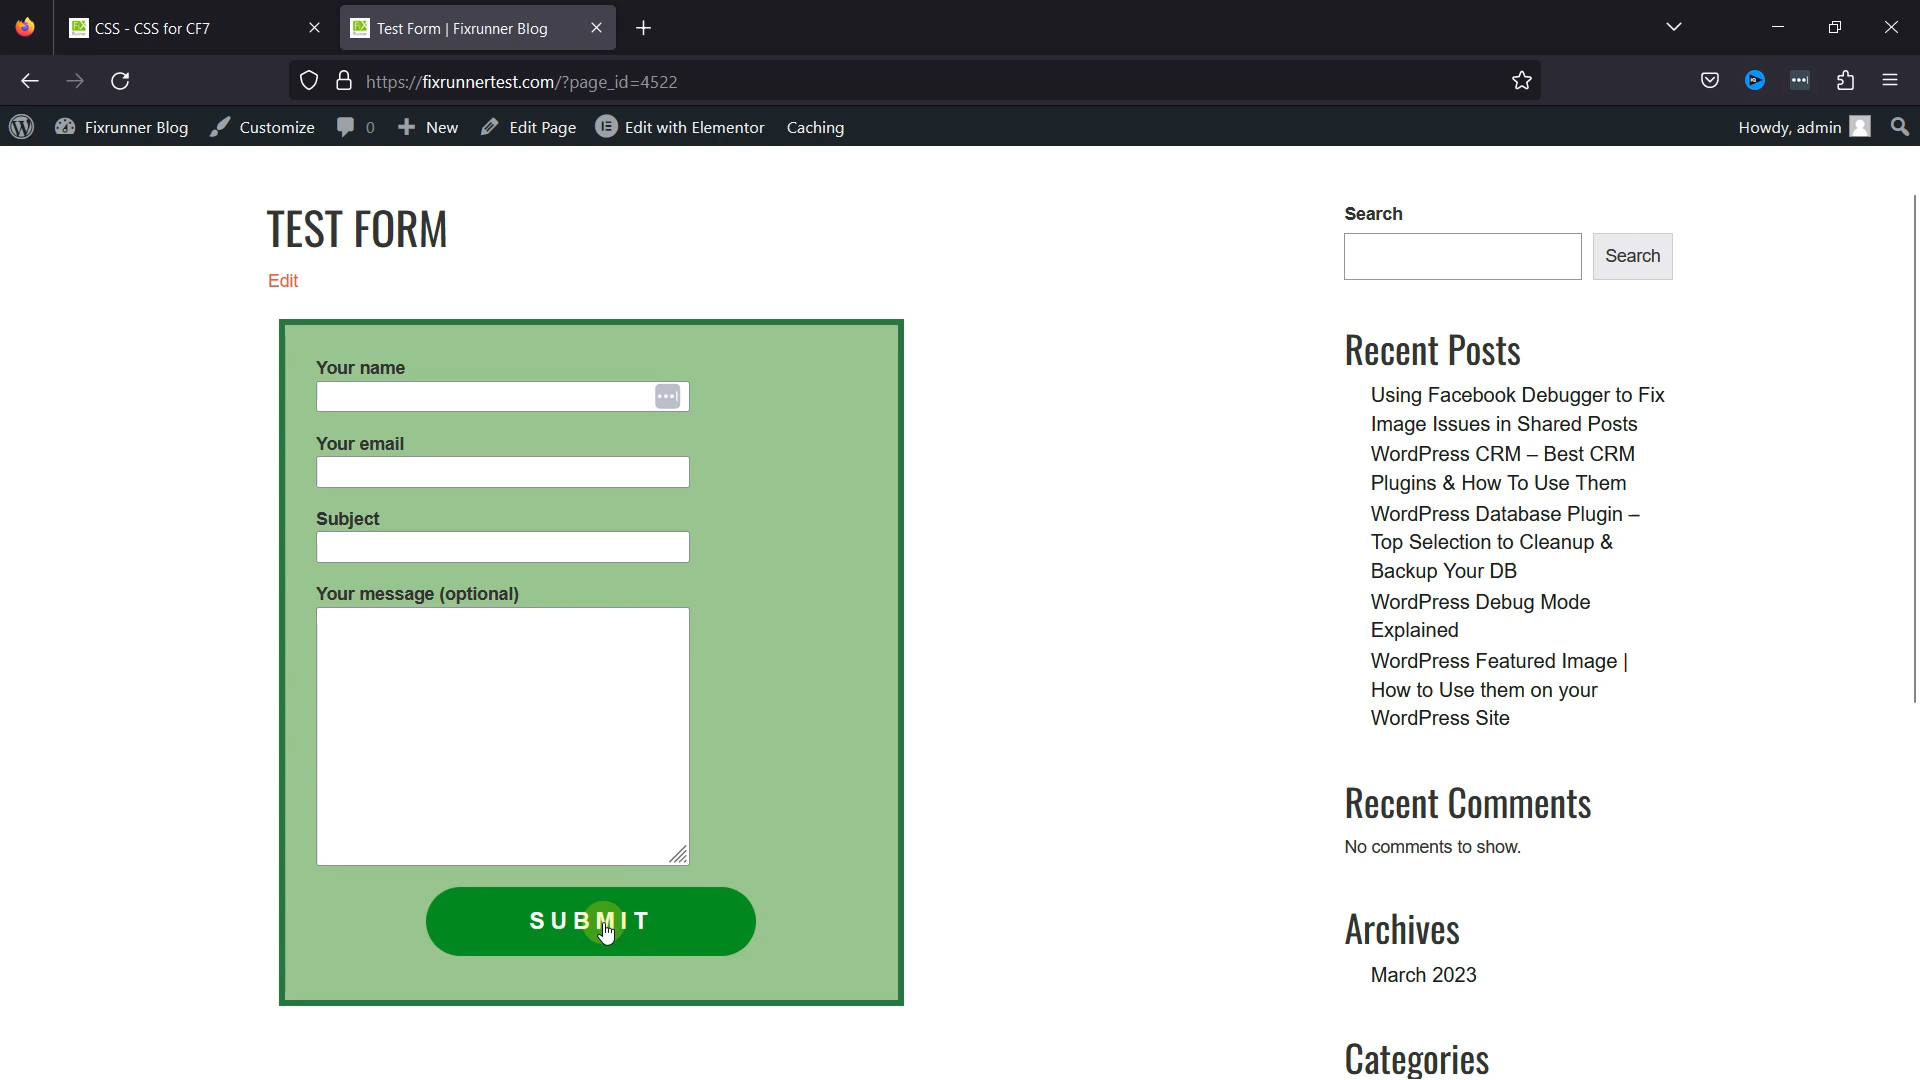 CSS - CSS for CF7
Test Form | Fixrunner Blog
https://fixrunnertest.com/?page_id=4522
Fixrunner Blog
Customize
0
New
Edit Page
Edit with Elementor
Caching
Howdy, admin
TEST FORM
Edit
Your name
Your email
Subject
Your message (optional)
SUBMIT
Search
Search
Recent Posts
Using Facebook Debugger to Fix
Image Issues in Shared Posts
WordPress CRM – Best CRM
Plugins & How To Use Them
WordPress Database Plugin –
Top Selection to Cleanup &
Backup Your DB
WordPress Debug Mode
Explained
WordPress Featured Image |
How to Use them on your
WordPress Site
Recent Comments
No comments to show.
Archives
March 2023
Categories